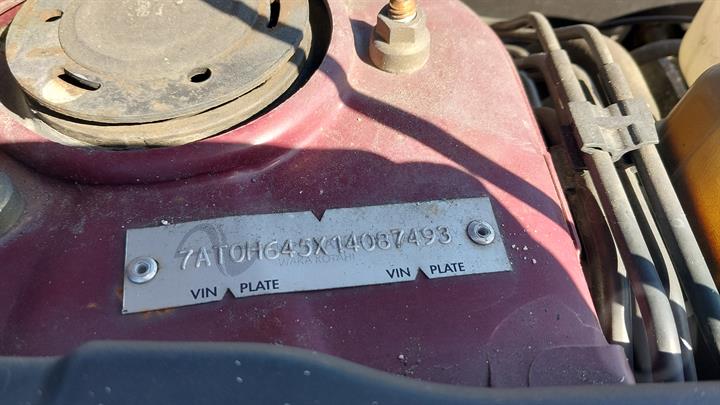 7AT0H645X14087493
WAKA KOTAHI
VIN PLATE VIN PLATE